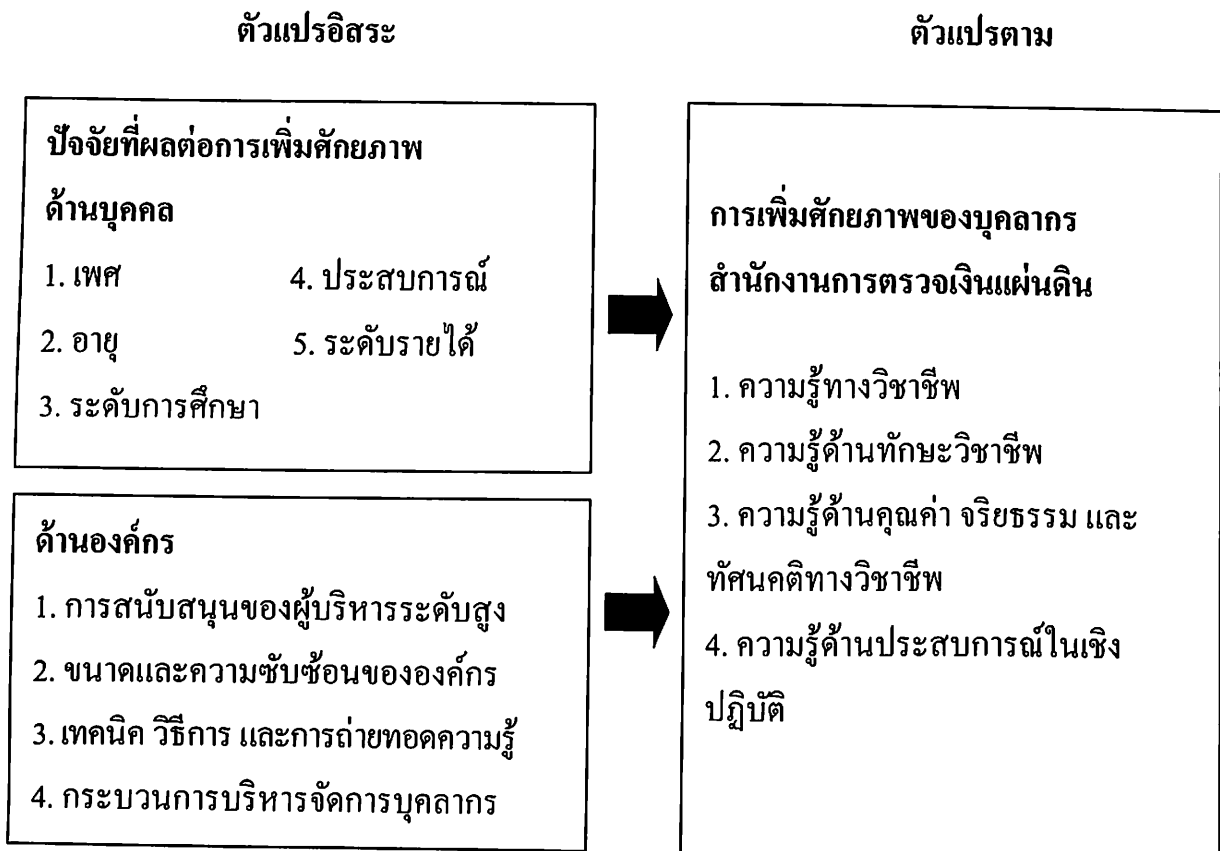 ตัวแปรอิสระ
ตัวแปรตาม
ปัจจัยที่ผลต่อการเพิ่มศักยภาพ
ด้านบุคคล
1. เพศ 4. ประสบการณ์
2. อายุ 5. ระดับรายได้
3. ระดับการศึกษา
ด้านองค์กร
1. การสนับสนุนของผู้บริหารระดับสูง
2. ขนาดและความซับซ้อนขององค์กร
3. เทคนิค วิธีการ และการถ่ายทอดความรู้
4. กระบวนการบริหารจัดการบุคลากร
การเพิ่มศักยภาพของบุคลากร
สำนักงานการตรวจเงินแผ่นดิน
1. ความรู้ทางวิชาชีพ
2. ความรู้ด้านทักษะวิชาชีพ
3. ความรู้ด้านคุณค่า จริยธรรม และ
ทัศนคติทางวิชาชีพ
4. ความรู้ด้านประสบการณ์ในเชิง
ปฏิบัติ